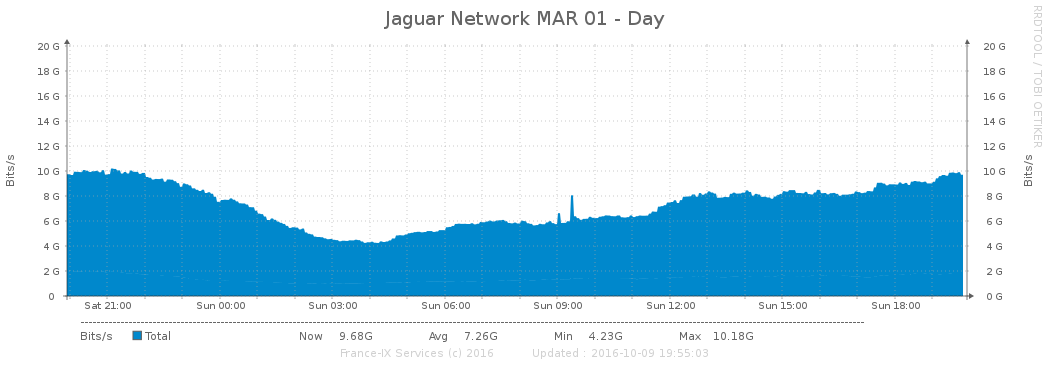 Jaguar Network MAR 01 - Day
RRDTOOL / TOBI OETIKER
Bits/s
20 G 20 G
18 G 18 G
16 G 16 G
14 G 14 G
12 G 12 G
10 G 10 G
8 G 8 G
6 G 6 G
4 G 4 G
2 G 2 G
0 0 G
Bits/s
Sat 21:00 Sun 00:00 Sun 03:00 Sun 06:00 Sun 09:00 Sun 12:00 Sun 15:00 Sun 18:00
Bits/s Total Now 9.68G Avg 7.26G Min 4.23G Max 10.18G
France-IX Services (c) 2016 Updated : 2016-10-09 19:55:03